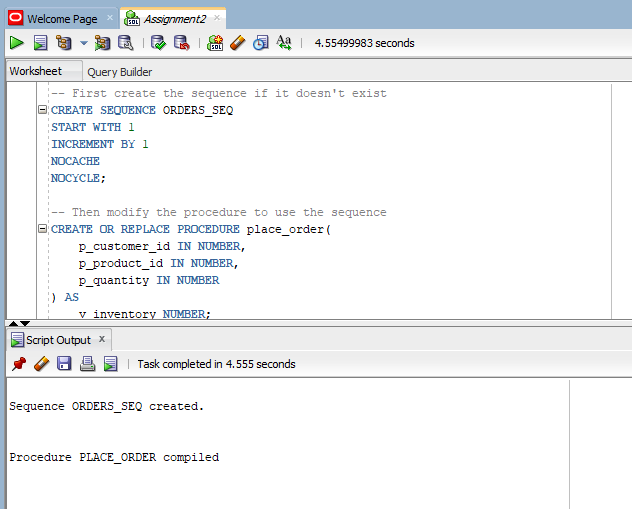 Welcome Page
Assignment2
SQL
Aa
4.55499983 seconds
Worksheet
Query Builder
-- First create the sequence if it doesn't exist
CREATE SEQUENCE ORDERS_SEQ
START WITH 1
INCREMENT BY 1
NOCACHE
NOCYCLE;
-- Then modify the procedure to use the sequence
CREATE OR REPLACE PROCEDURE place_order(
p_customer_id IN NUMBER,
p_product_id IN NUMBER,
p_quantity IN NUMBER
) AS
v_inventory NUMBER;
Script Output
Task completed in 4.555 seconds
Sequence ORDERS_SEQ created.
Procedure PLACE_ORDER compiled